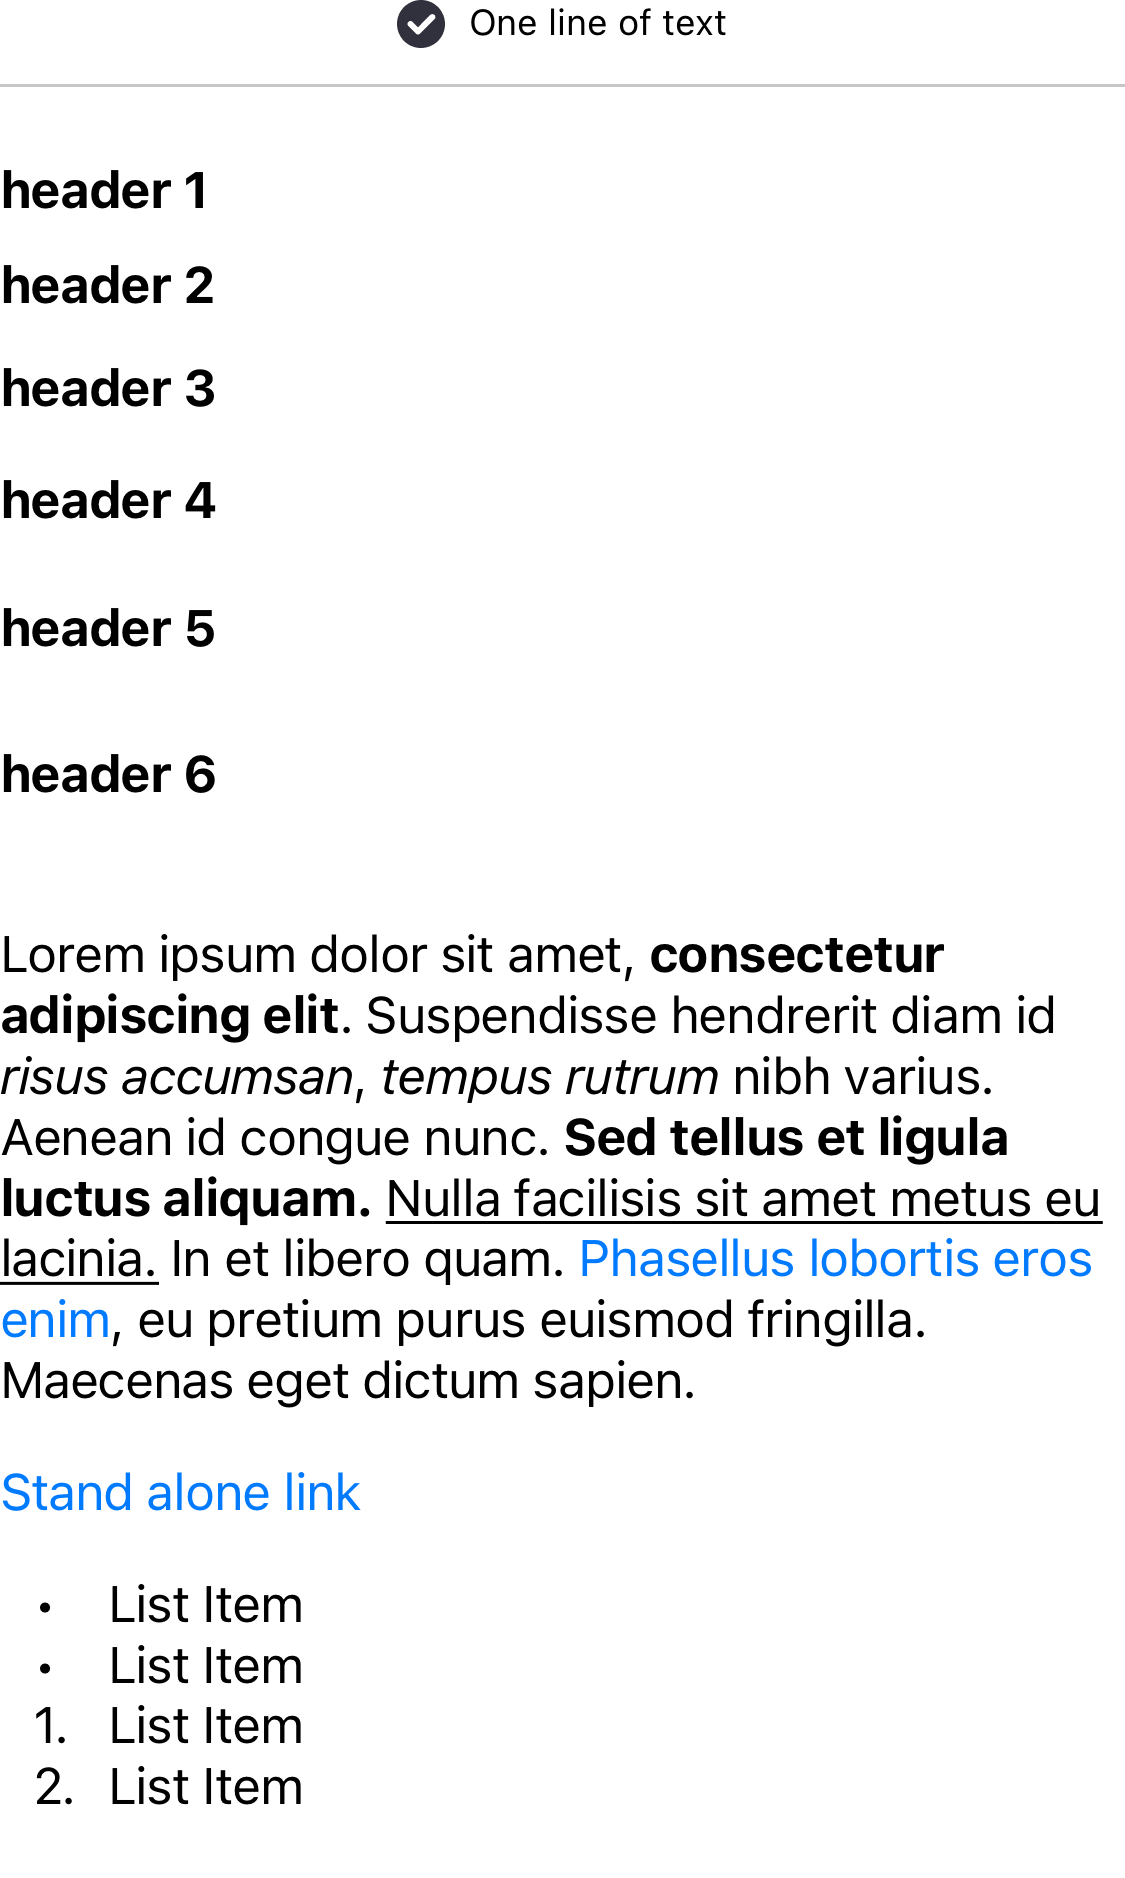 One line of text
header 1
header 2
header 3
header 4
header 5
header 6
Lorem ipsum dolor sit amet, consectetur
adipiscing elit. Suspendisse hendrerit diam id
risus accumsan, tempus rutrum nibh varius.
Aenean id congue nunc. Sed tellus et ligula
luctus aliquam. Nulla facilisis sit amet metus eu
lacinia. In et libero quam. Phasellus lobortis eros
enim, eu pretium purus euismod fringilla.
Maecenas eget dictum sapien.
Stand alone link
• List Item
• List Item
1. List Item
2. List Item